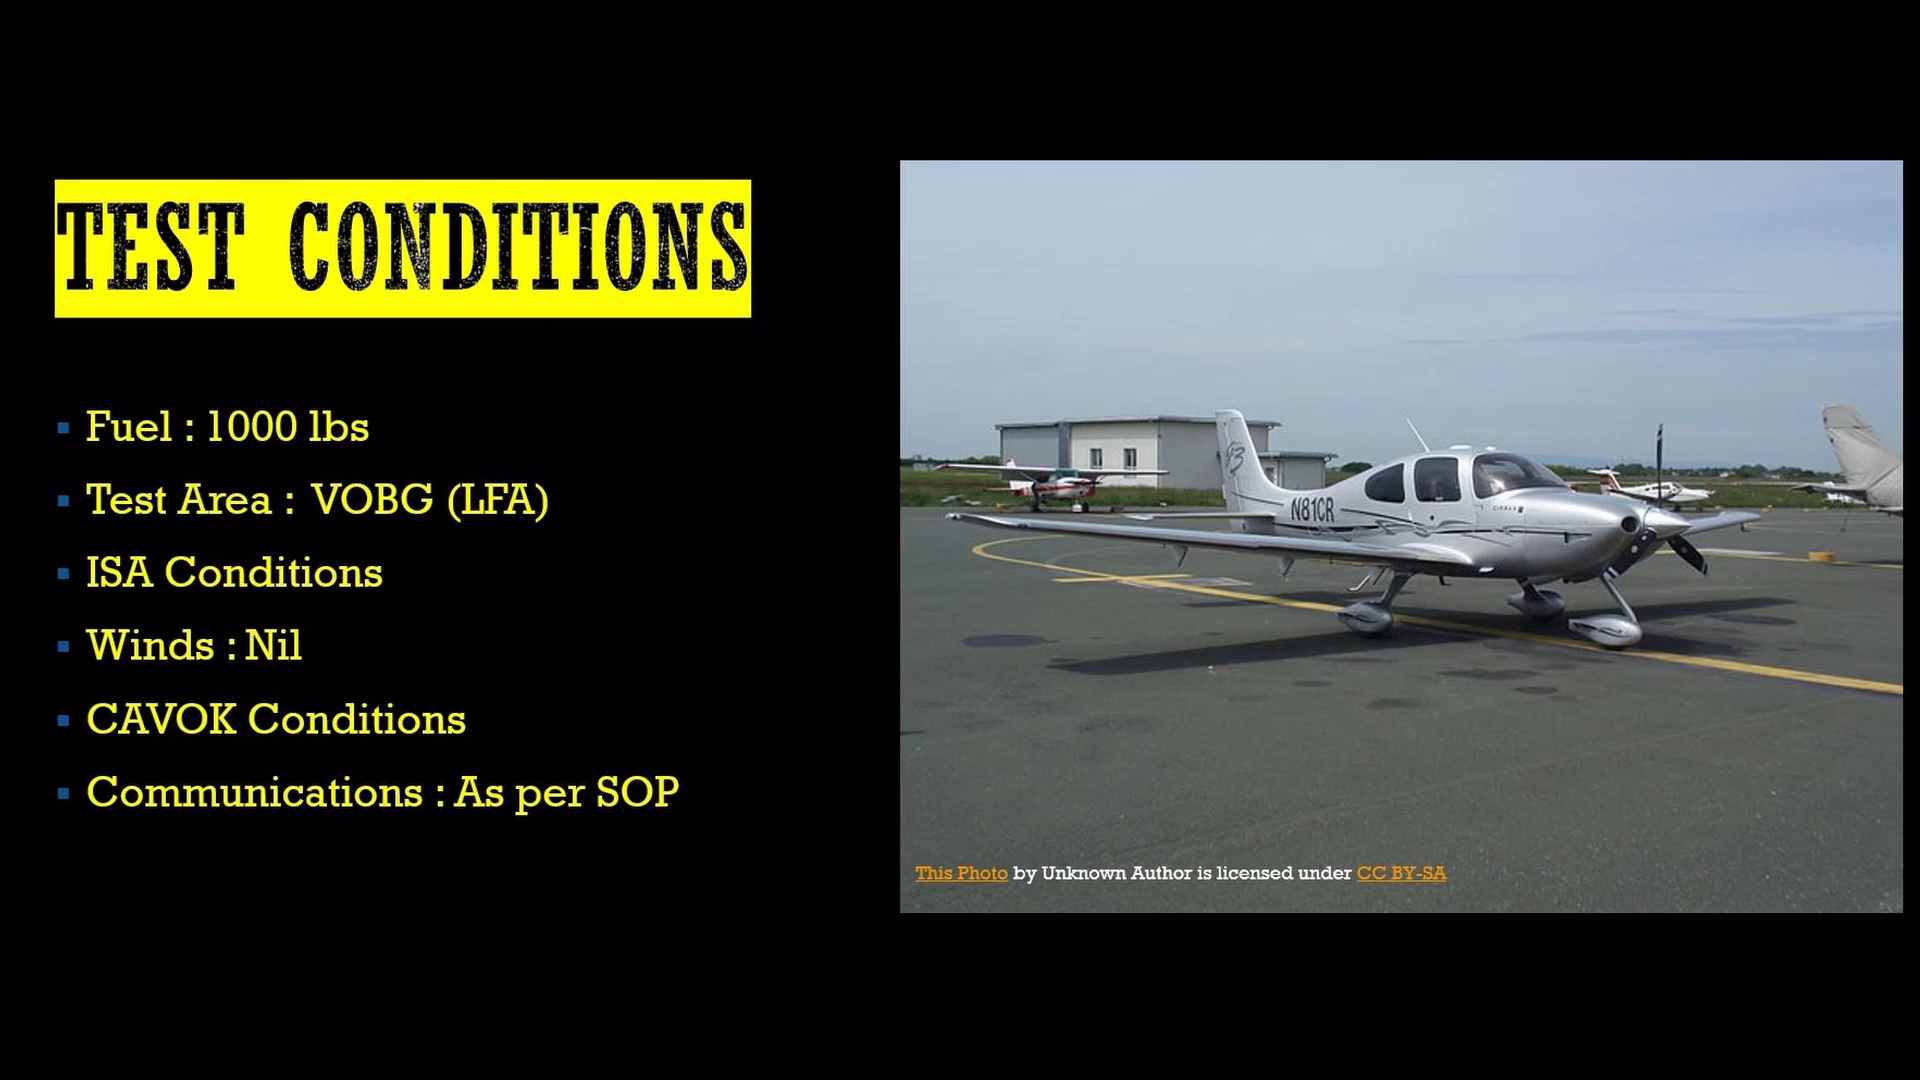 TEST CONDITIONS
Fuel : 1000 lbs
Test Area : VOBG (LFA)
ISA Conditions
Winds : Nil
CAVOK Conditions
Communications : As per SOP
N81CR
This Photo by Unknown Author is licensed under CC BY-SA